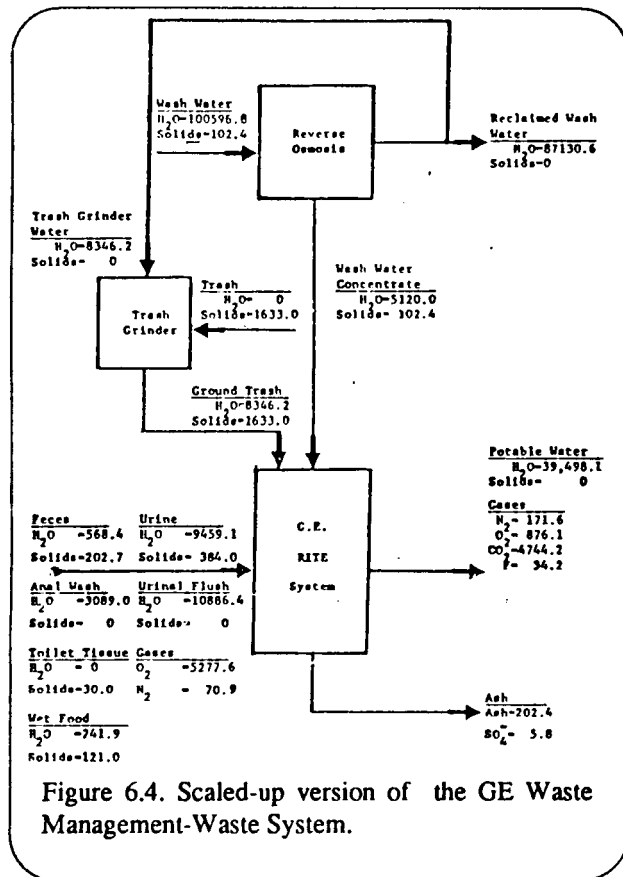 Wash Water
H2O-100596.8
Solids-102.4
Reverse
Osmosis
Reclaimed Wash
Water
H2O-87130.6
Solids-0
Trash Grinder
Water
H2O-8346.2
Solids- 0
Trash
H2O- 0
Solids-1633.0
Wash Water
Concentrate
H2O-5120.0
Solids- 102.4
Trash
Grinder
Ground Trash
H2O-8346.2
Solids-1633.0
Potable Water
H2O-39,498.1
Solids- 0
Gases
N2- 171.6
O2- 876.1
CO2-4744.2
34.2
Feces Urine
H2O -568.4 H2O -9459.1
Solids-202.7 Solids- 384.0
G.E.
RITE
System
Anal Wash Urinal Flush
H2O -3089.0 H2O -10886.4
Solids- 0 Solids- 0
Toilet Tissue Gases
H2O - 0 O2 -5277.6
Solids-30.0 N2 - 70.9
Wet Food
H2O -241.9
Solids-121.0
Ash
Ash-202.4
SO4- 5.8
Figure 6.4. Scaled-up version of the GE Waste
Management-Waste System.